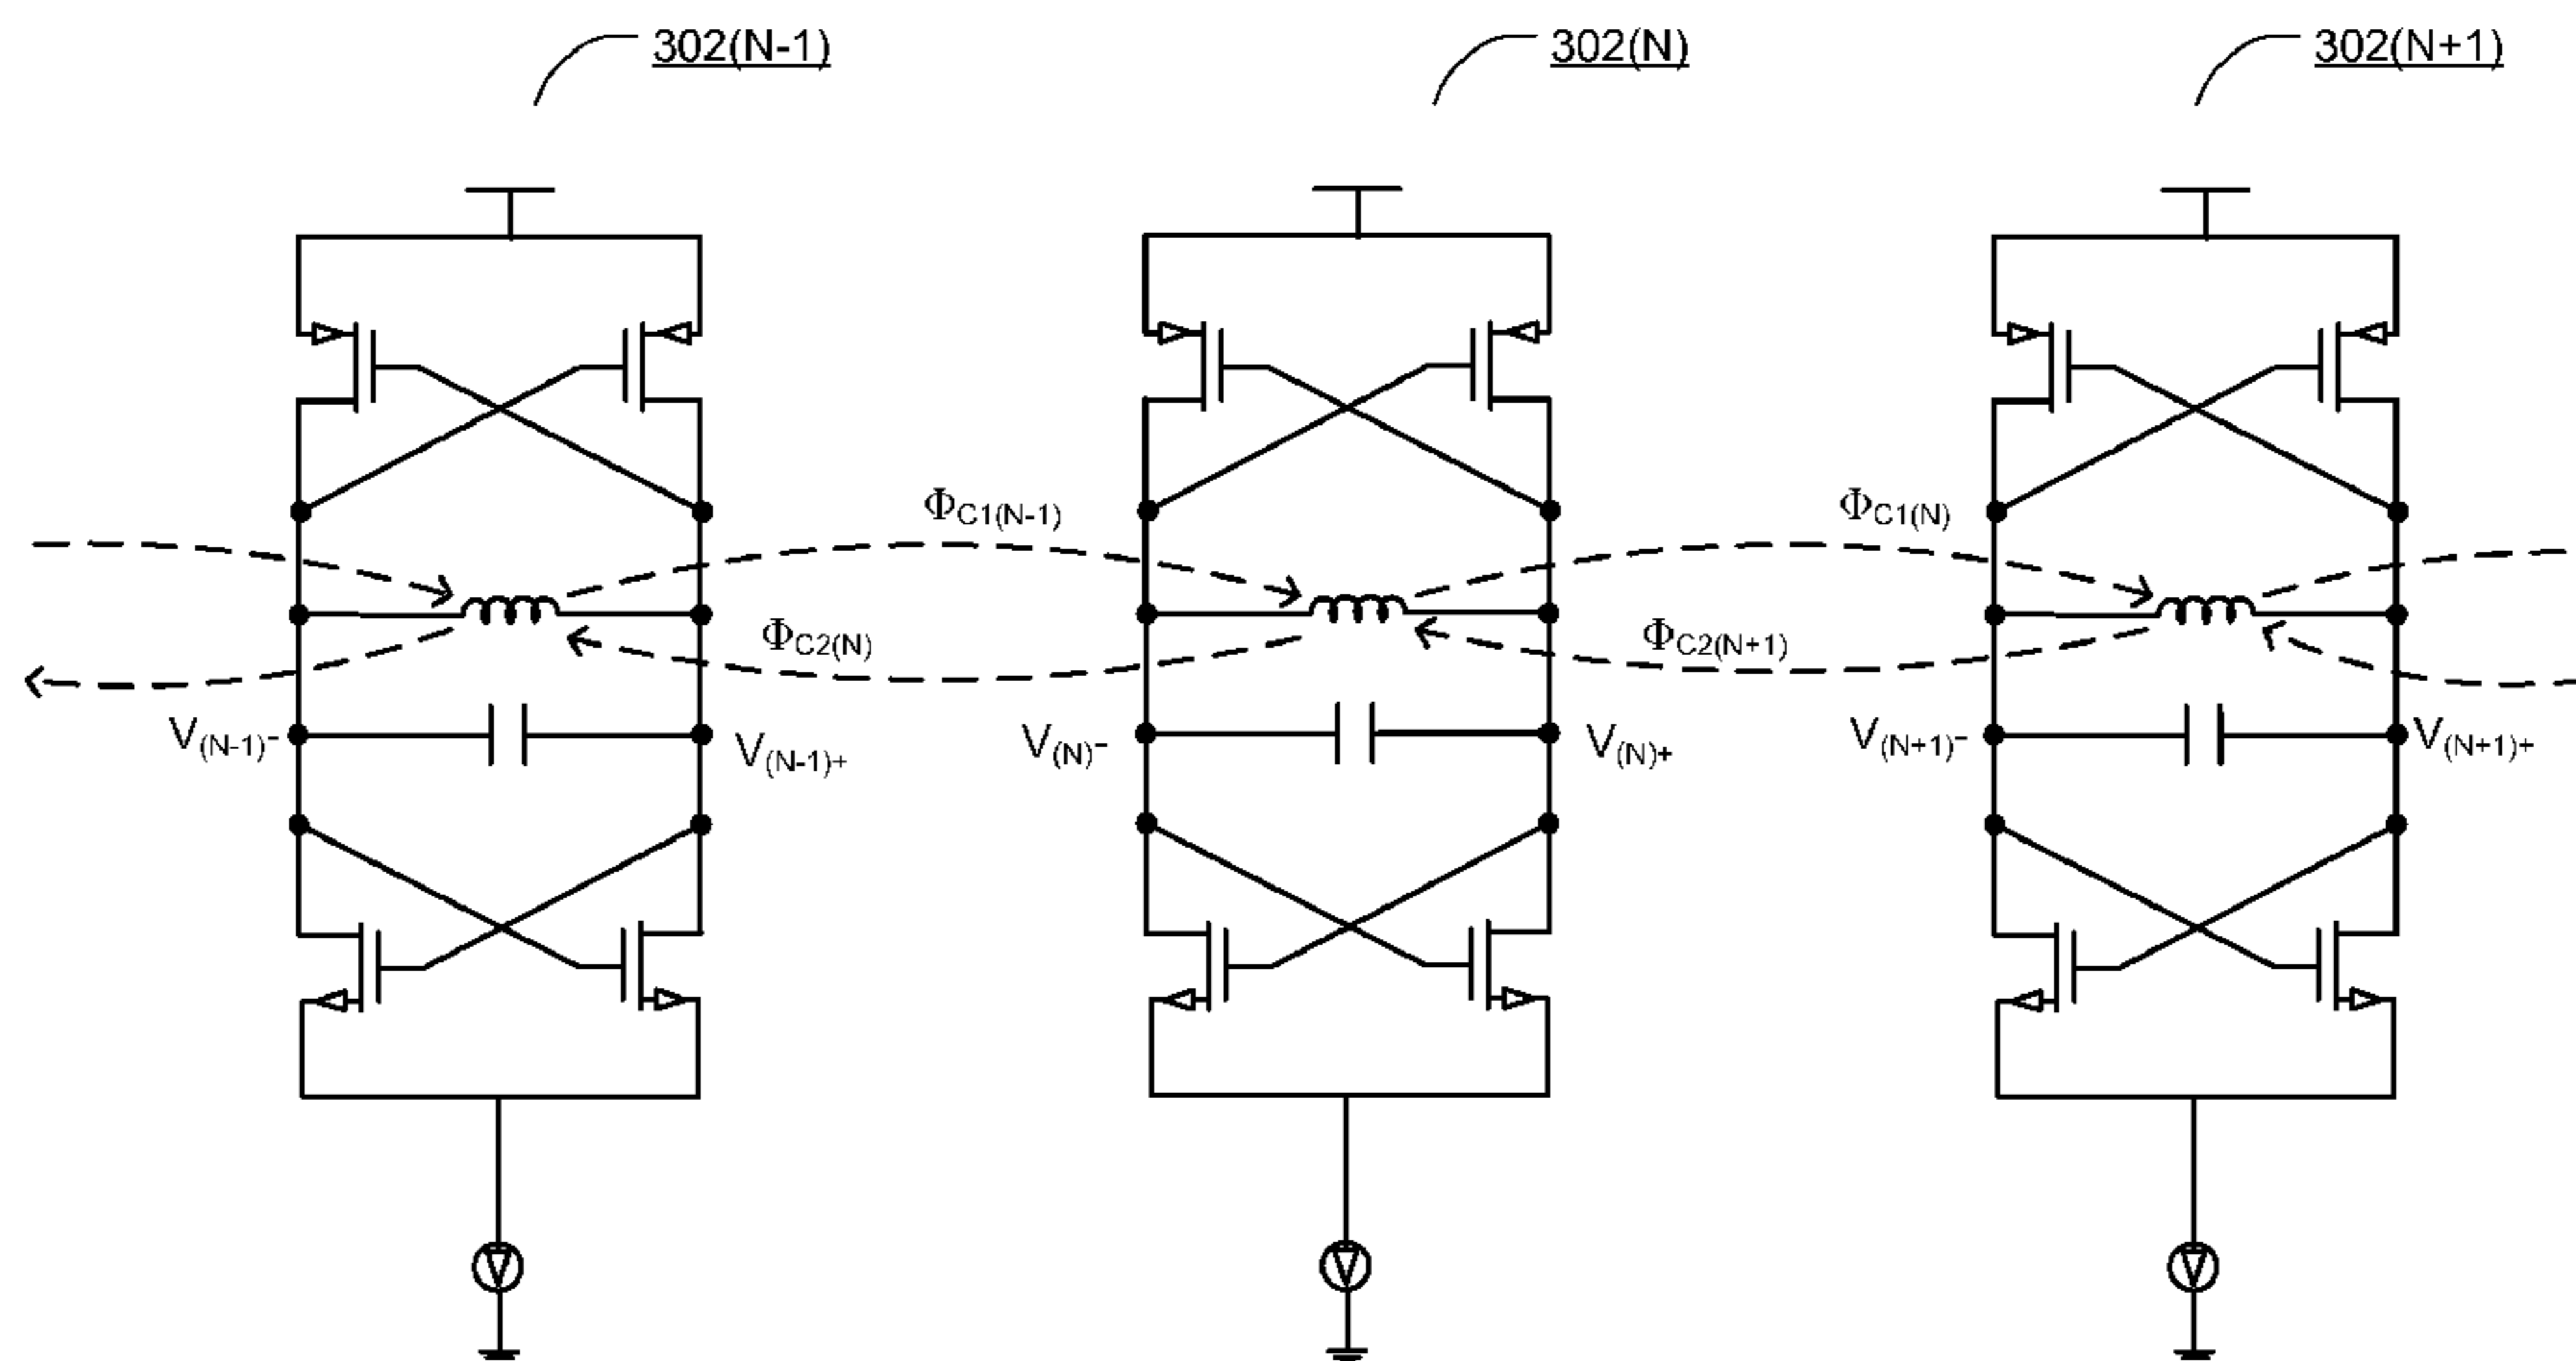 302(N-1)
302(N)
302(N+1)
ΦC1(N-1)
ΦC1(N)
ΦC2(N)
ΦC2(N+1)
V(N-1)-
V(N-1)+
V(N)-
V(N)+
V(N+1)-
V(N+1)+